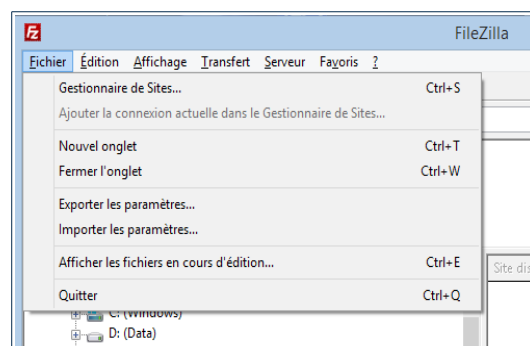 FileZilla
Fichier Édition Affichage Transfert Serveur Favoris ?
Gestionnaire de Sites... Ctrl+S
Ajouter la connexion actuelle dans le Gestionnaire de Sites...
Nouvel onglet Ctrl+T
Fermer l'onglet Ctrl+W
Exporter les paramètres...
Importer les paramètres...
Afficher les fichiers en cours d'édition... Ctrl+E
Site dis
Quitter Ctrl+Q
C: (Windows)
D: (Data)